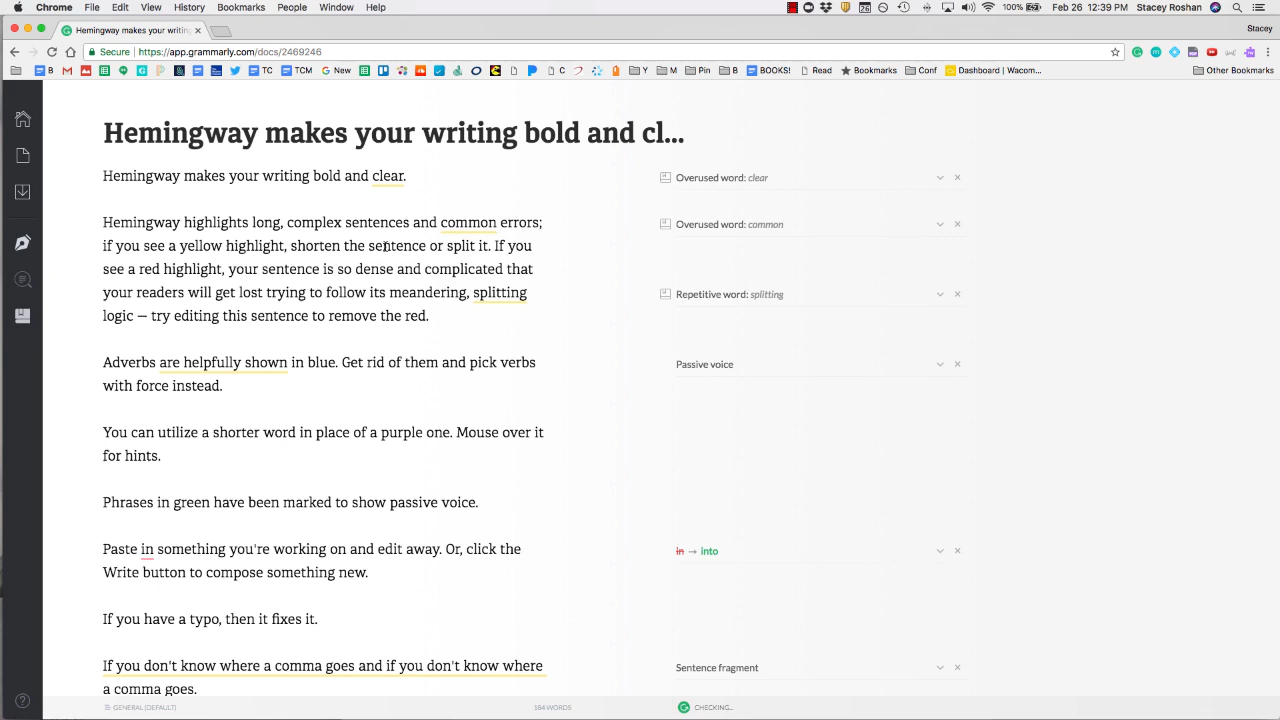 Chrome File Edit View History Bookmarks People Window Help 26 100% Feb 26 12:39 PM Stacey Roshan
Hemingway makes your writing Stacey
Secure https://app.grammarly.com/docs/2469246
B TC TCM New C Y M Pin B BOOKS! Read Bookmarks Conf Dashboard | Wacom... Other Bookmarks
Hemingway makes your writing bold and cl...
Hemingway makes your writing bold and clear.
Overused word: clear
Hemingway highlights long, complex sentences and common errors;
Overused word: common
if you see a yellow highlight, shorten the sentence or split it. If you
see a red highlight, your sentence is so dense and complicated that
your readers will get lost trying to follow its meandering, splitting
Repetitive word: splitting
logic — try editing this sentence to remove the red.
Adverbs are helpfully shown in blue. Get rid of them and pick verbs
Passive voice
with force instead.
You can utilize a shorter word in place of a purple one. Mouse over it
for hints.
Phrases in green have been marked to show passive voice.
Paste in something you're working on and edit away. Or, click the
in → into
Write button to compose something new.
If you have a typo, then it fixes it.
If you don't know where a comma goes and if you don't know where
Sentence fragment
a comma goes.
GENERAL (DEFAULT) 184 WORDS CHECKING...